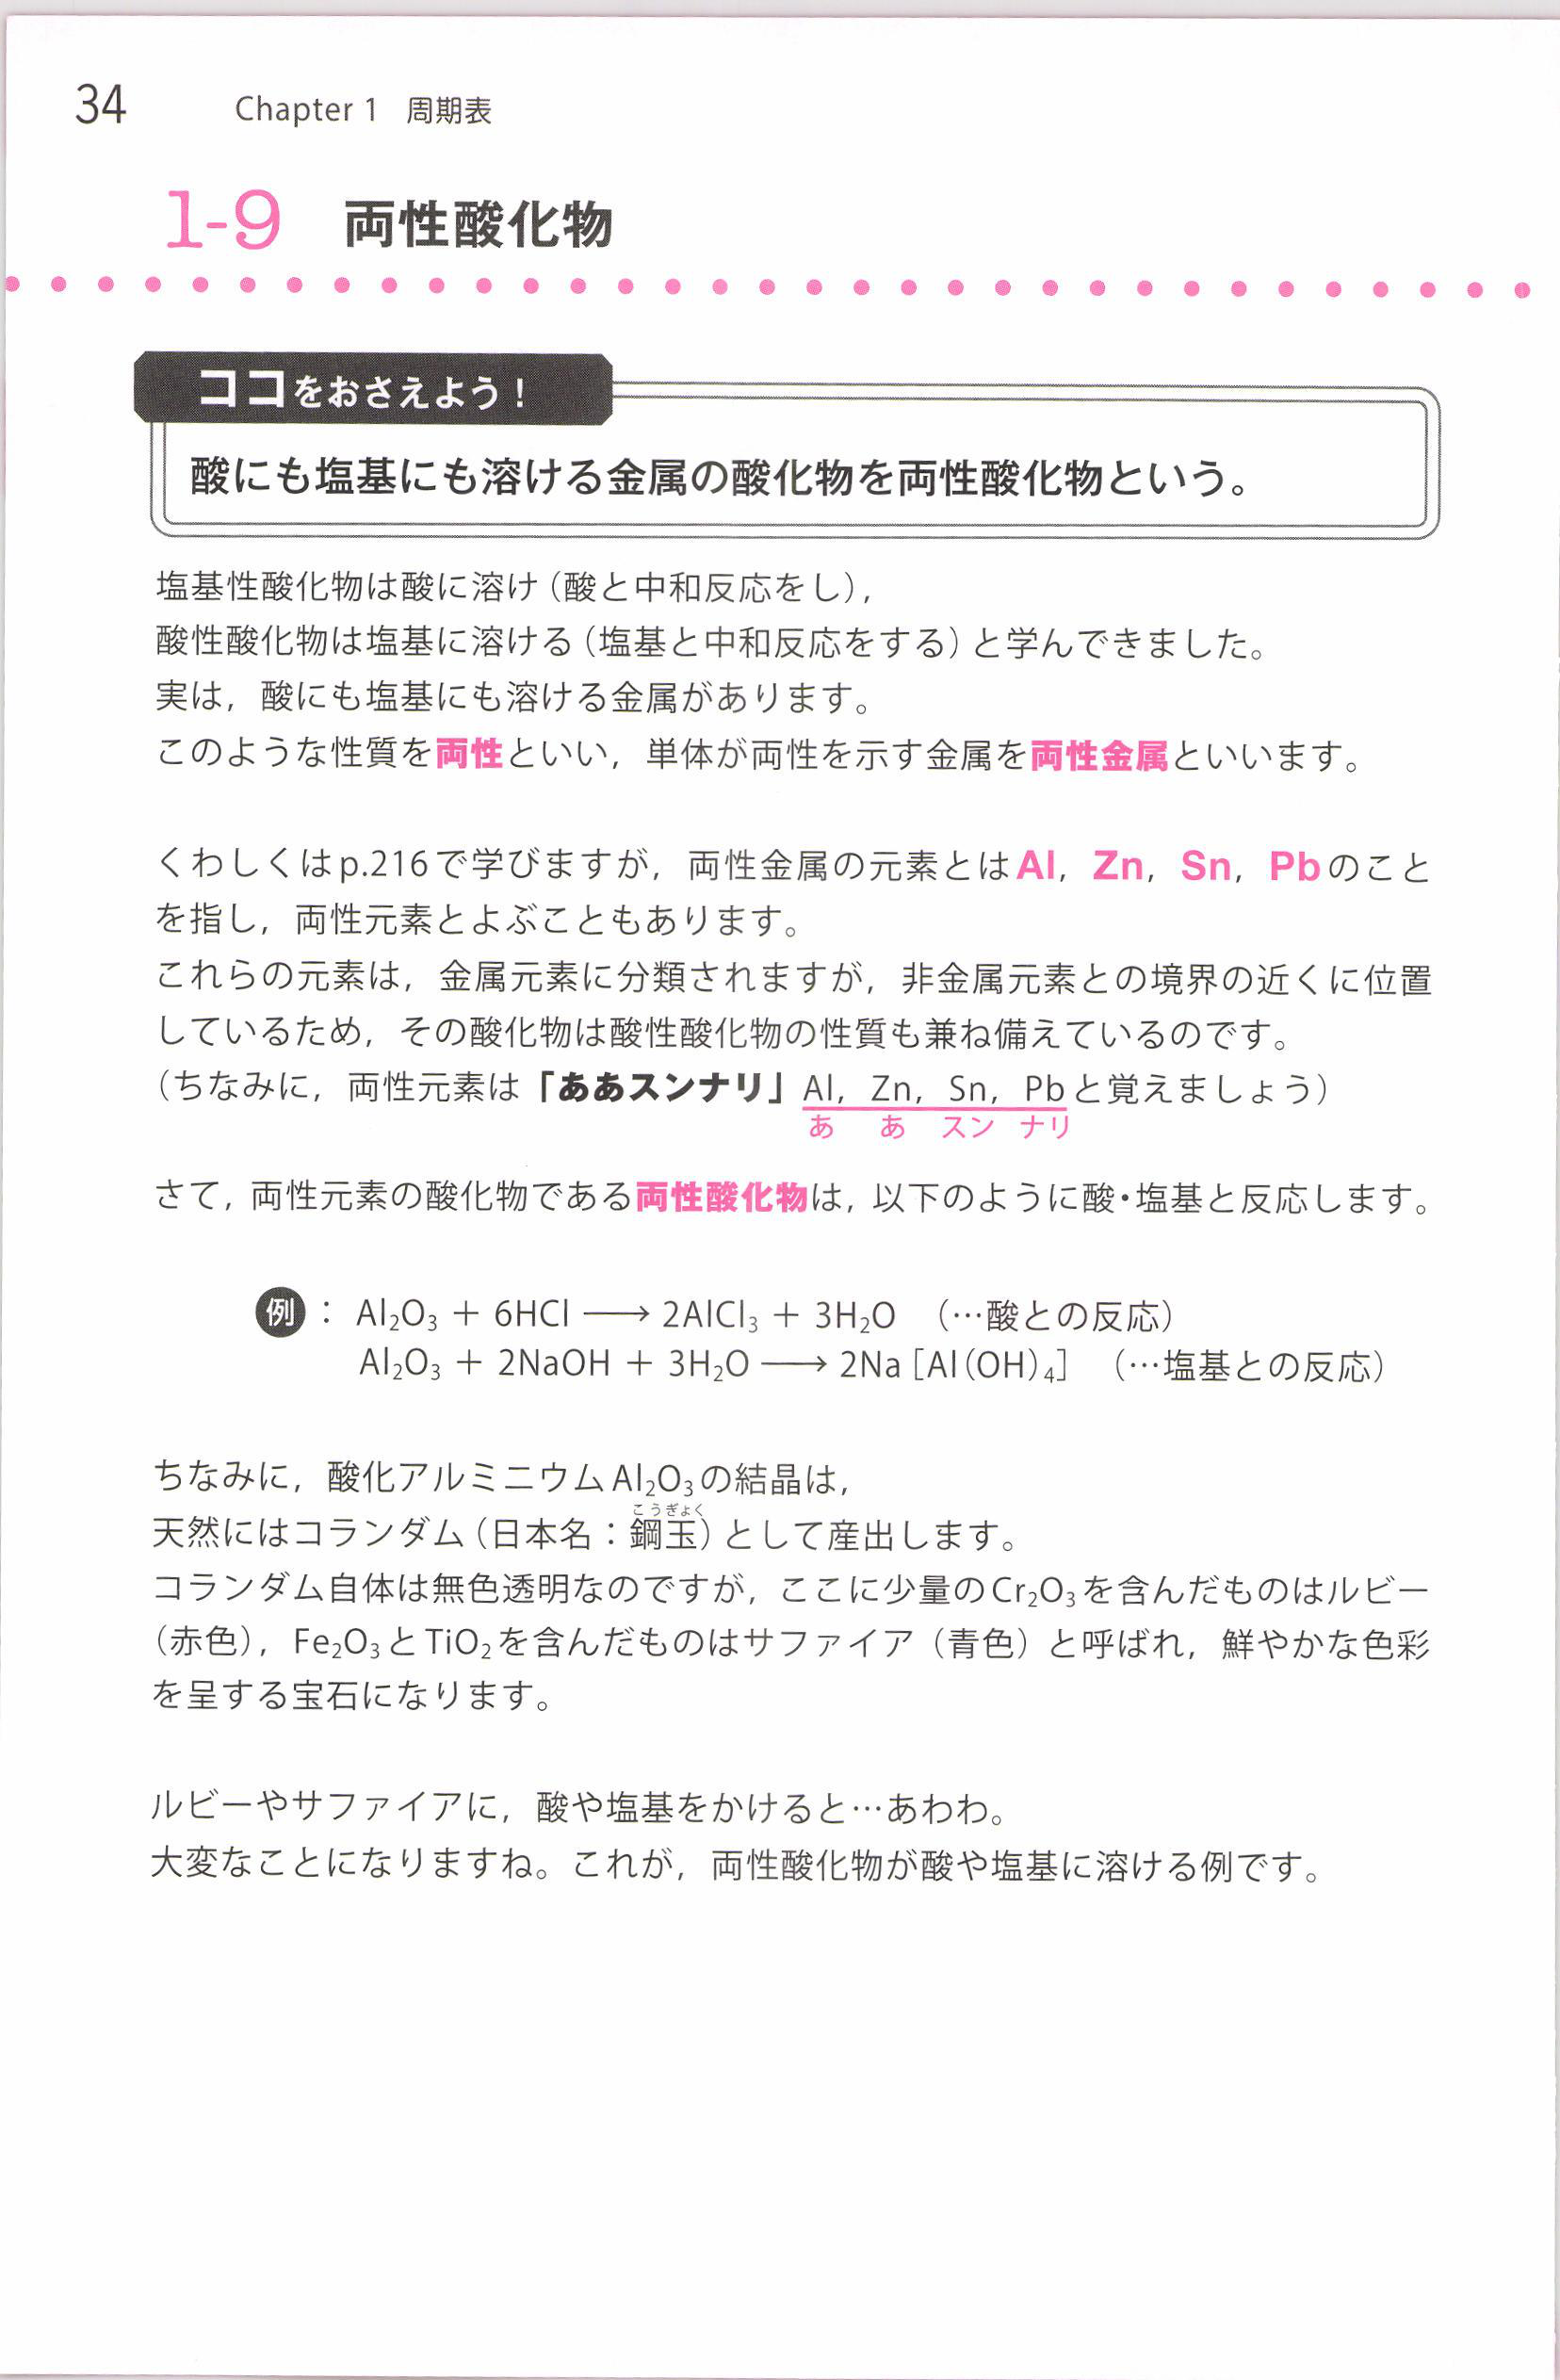 34 Chapter 1 周期表
1-9 両性酸化物
ココをおさえよう!
酸にも塩基にも溶ける金属の酸化物を両性酸化物という。
塩基性酸化物は酸に溶け(酸と中和反応をし),
酸性酸化物は塩基に溶ける(塩基と中和反応をする)と学んできました。
実は,酸にも塩基にも溶ける金属があります。
このような性質を両性といい,単体が両性を示す金属を両性金属といいます。
くわしくはp.216で学びますが,両性金属の元素とはAl,Zn,Sn,Pbのこと
を指し,両性元素とよぶこともあります。
これらの元素は,金属元素に分類されますが,非金属元素との境界の近くに位置
しているため,その酸化物は酸性酸化物の性質も兼ね備えているのです。
(ちなみに,両性元素は「ああスンナリ」Al,Zn,Sn,Pbと覚えましょう)
あ あ スン ナリ
さて,両性元素の酸化物である両性酸化物は,以下のように酸・塩基と反応します。
例:Al₂O₃ + 6HCl ⟶ 2AlCl₃ + 3H₂O (…酸との反応)
Al₂O₃ + 2NaOH + 3H₂O ⟶ 2Na[Al(OH)₄] (…塩基との反応)
ちなみに,酸化アルミニウムAl₂O₃の結晶は,
こうぎょく
天然にはコランダム(日本名:鋼玉)として産出します。
コランダム自体は無色透明なのですが,ここに少量のCr₂O₃を含んだものはルビー
(赤色),Fe₂O₃とTiO₂を含んだものはサファイア(青色)と呼ばれ,鮮やかな色彩
を呈する宝石になります。
ルビーやサファイアに,酸や塩基をかけると…あわわ。
大変なことになりますね。これが,両性酸化物が酸や塩基に溶ける例です。